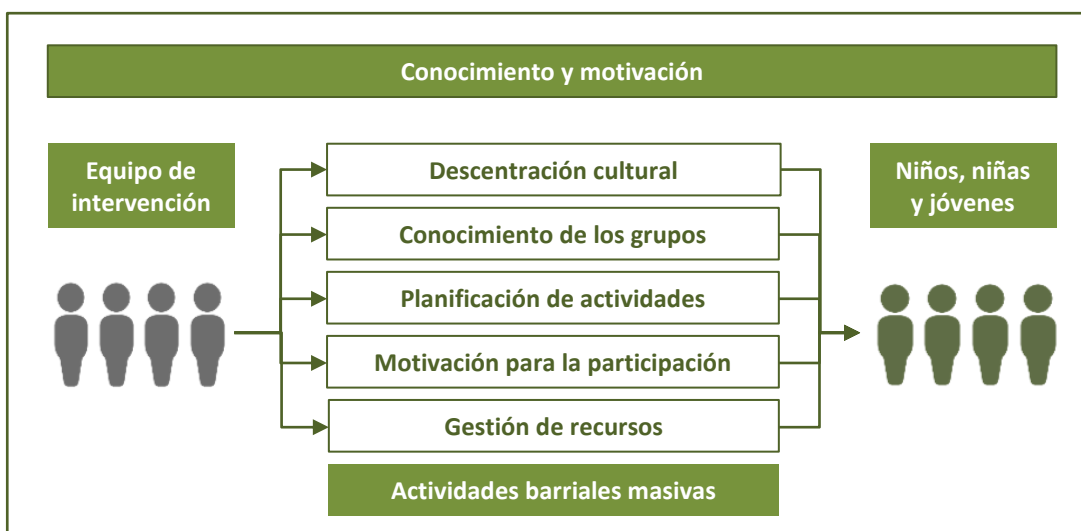 Conocimiento y motivación
Equipo de
intervención
Descentración cultural
Conocimiento de los grupos
Planificación de actividades
Motivación para la participación
Gestión de recursos
Actividades barriales masivas
Niños, niñas
y jóvenes